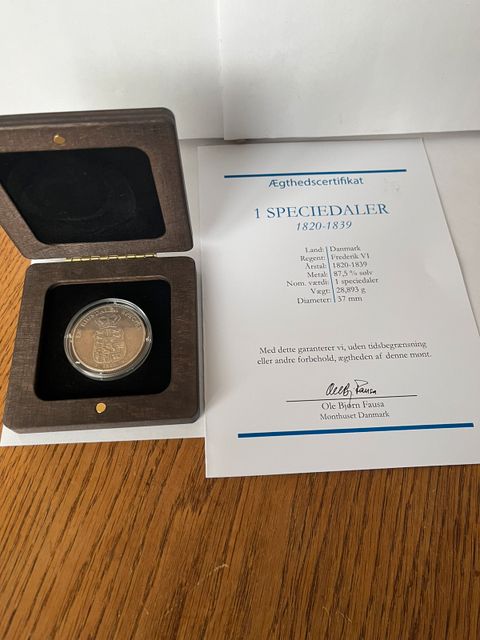 Ægthedscertifikat
1 SPECIEDALER
1820-1839
Land: Danmark
Regent: Frederik VI
Årstal: 1820-1839
Metal: 87,5 % sølv
Nom. værdi: 1 speciedaler
Vægt: 28,893 g
Diameter: 37 mm
Med dette garanterer vi, uden tidsbegrænsning
eller andre forbehold, ægtheden af denne mønt.
Ole Bjørn Fausa
Monthuset Danmark